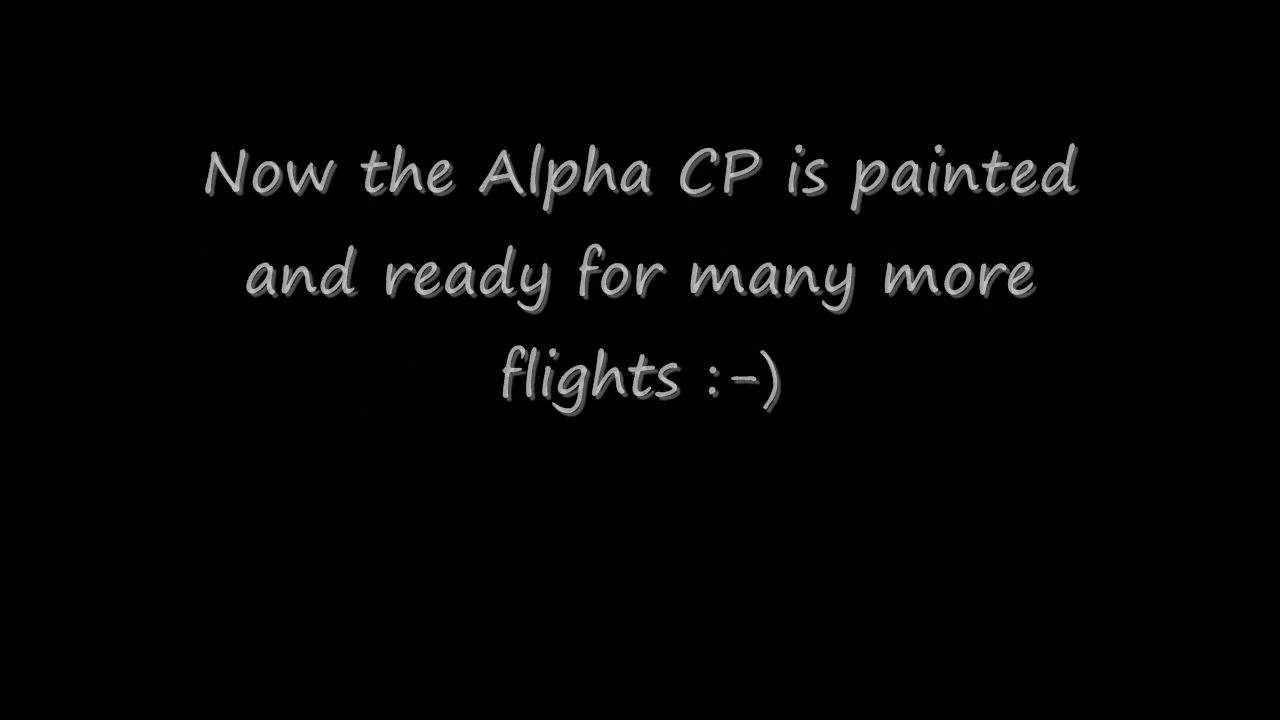 Now the Alpha CP is painted
and ready for many more
flights :-)